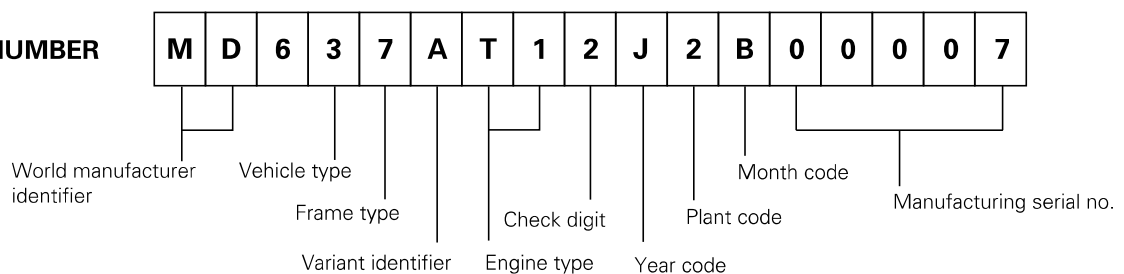 NUMBER M D 6 3 7 A T 1 2 J 2 B 0 0 0 0 7
World manufacturer
identifier
Vehicle type
Month code
Frame type
Check digit
Plant code
Manufacturing serial no.
Variant identifier
Engine type
Year code